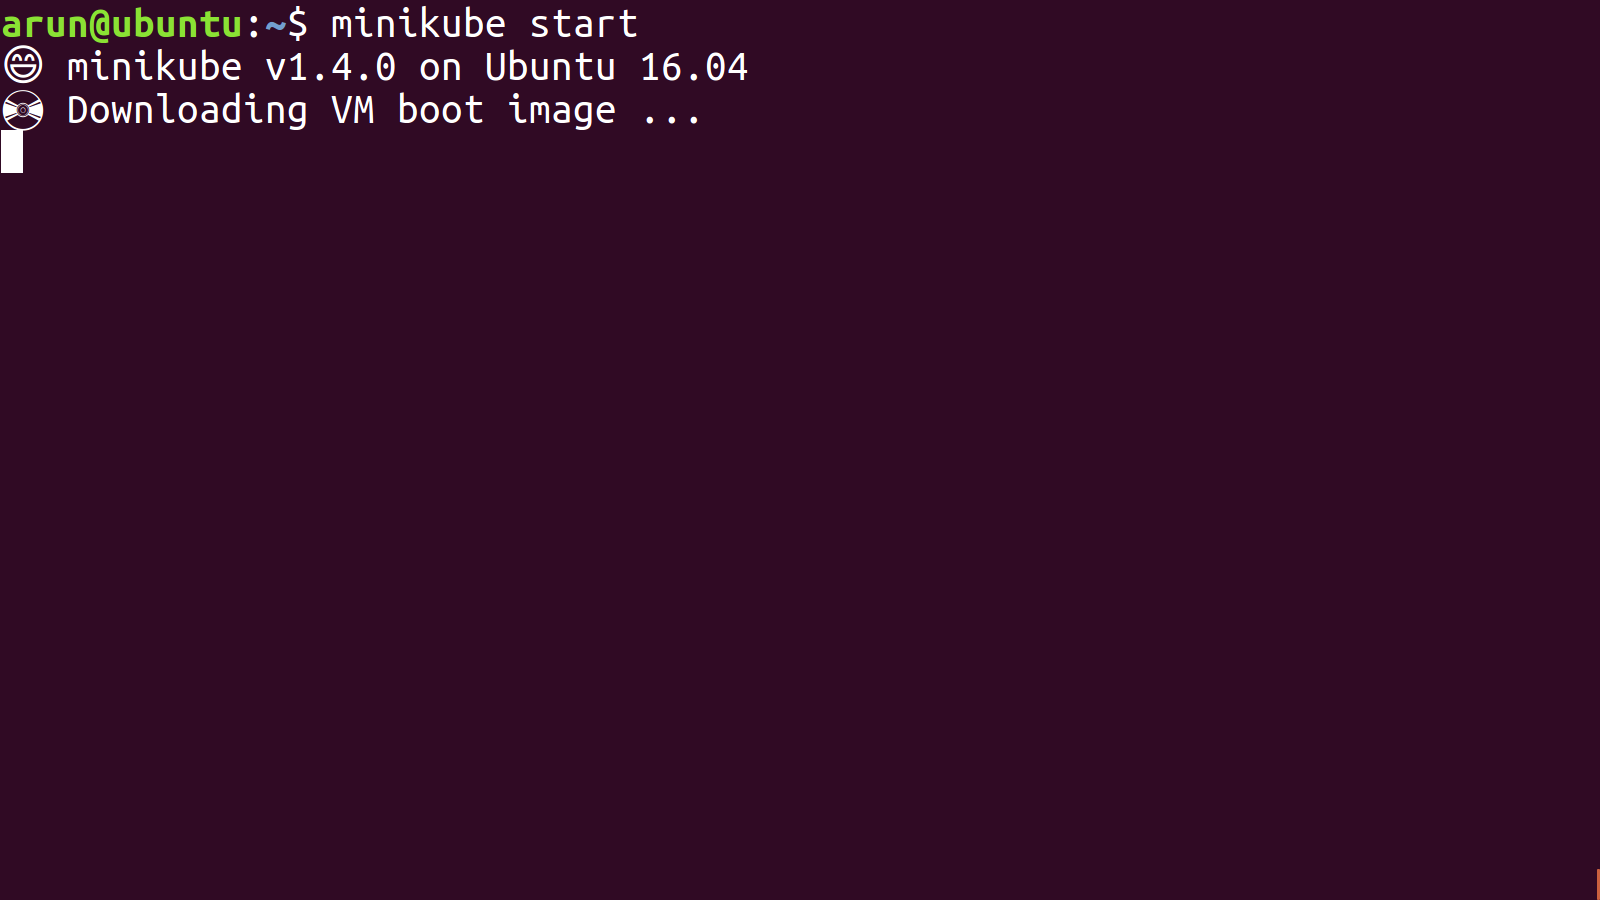 arun@ubuntu:~$ minikube start
😄 minikube v1.4.0 on Ubuntu 16.04
💿 Downloading VM boot image ...